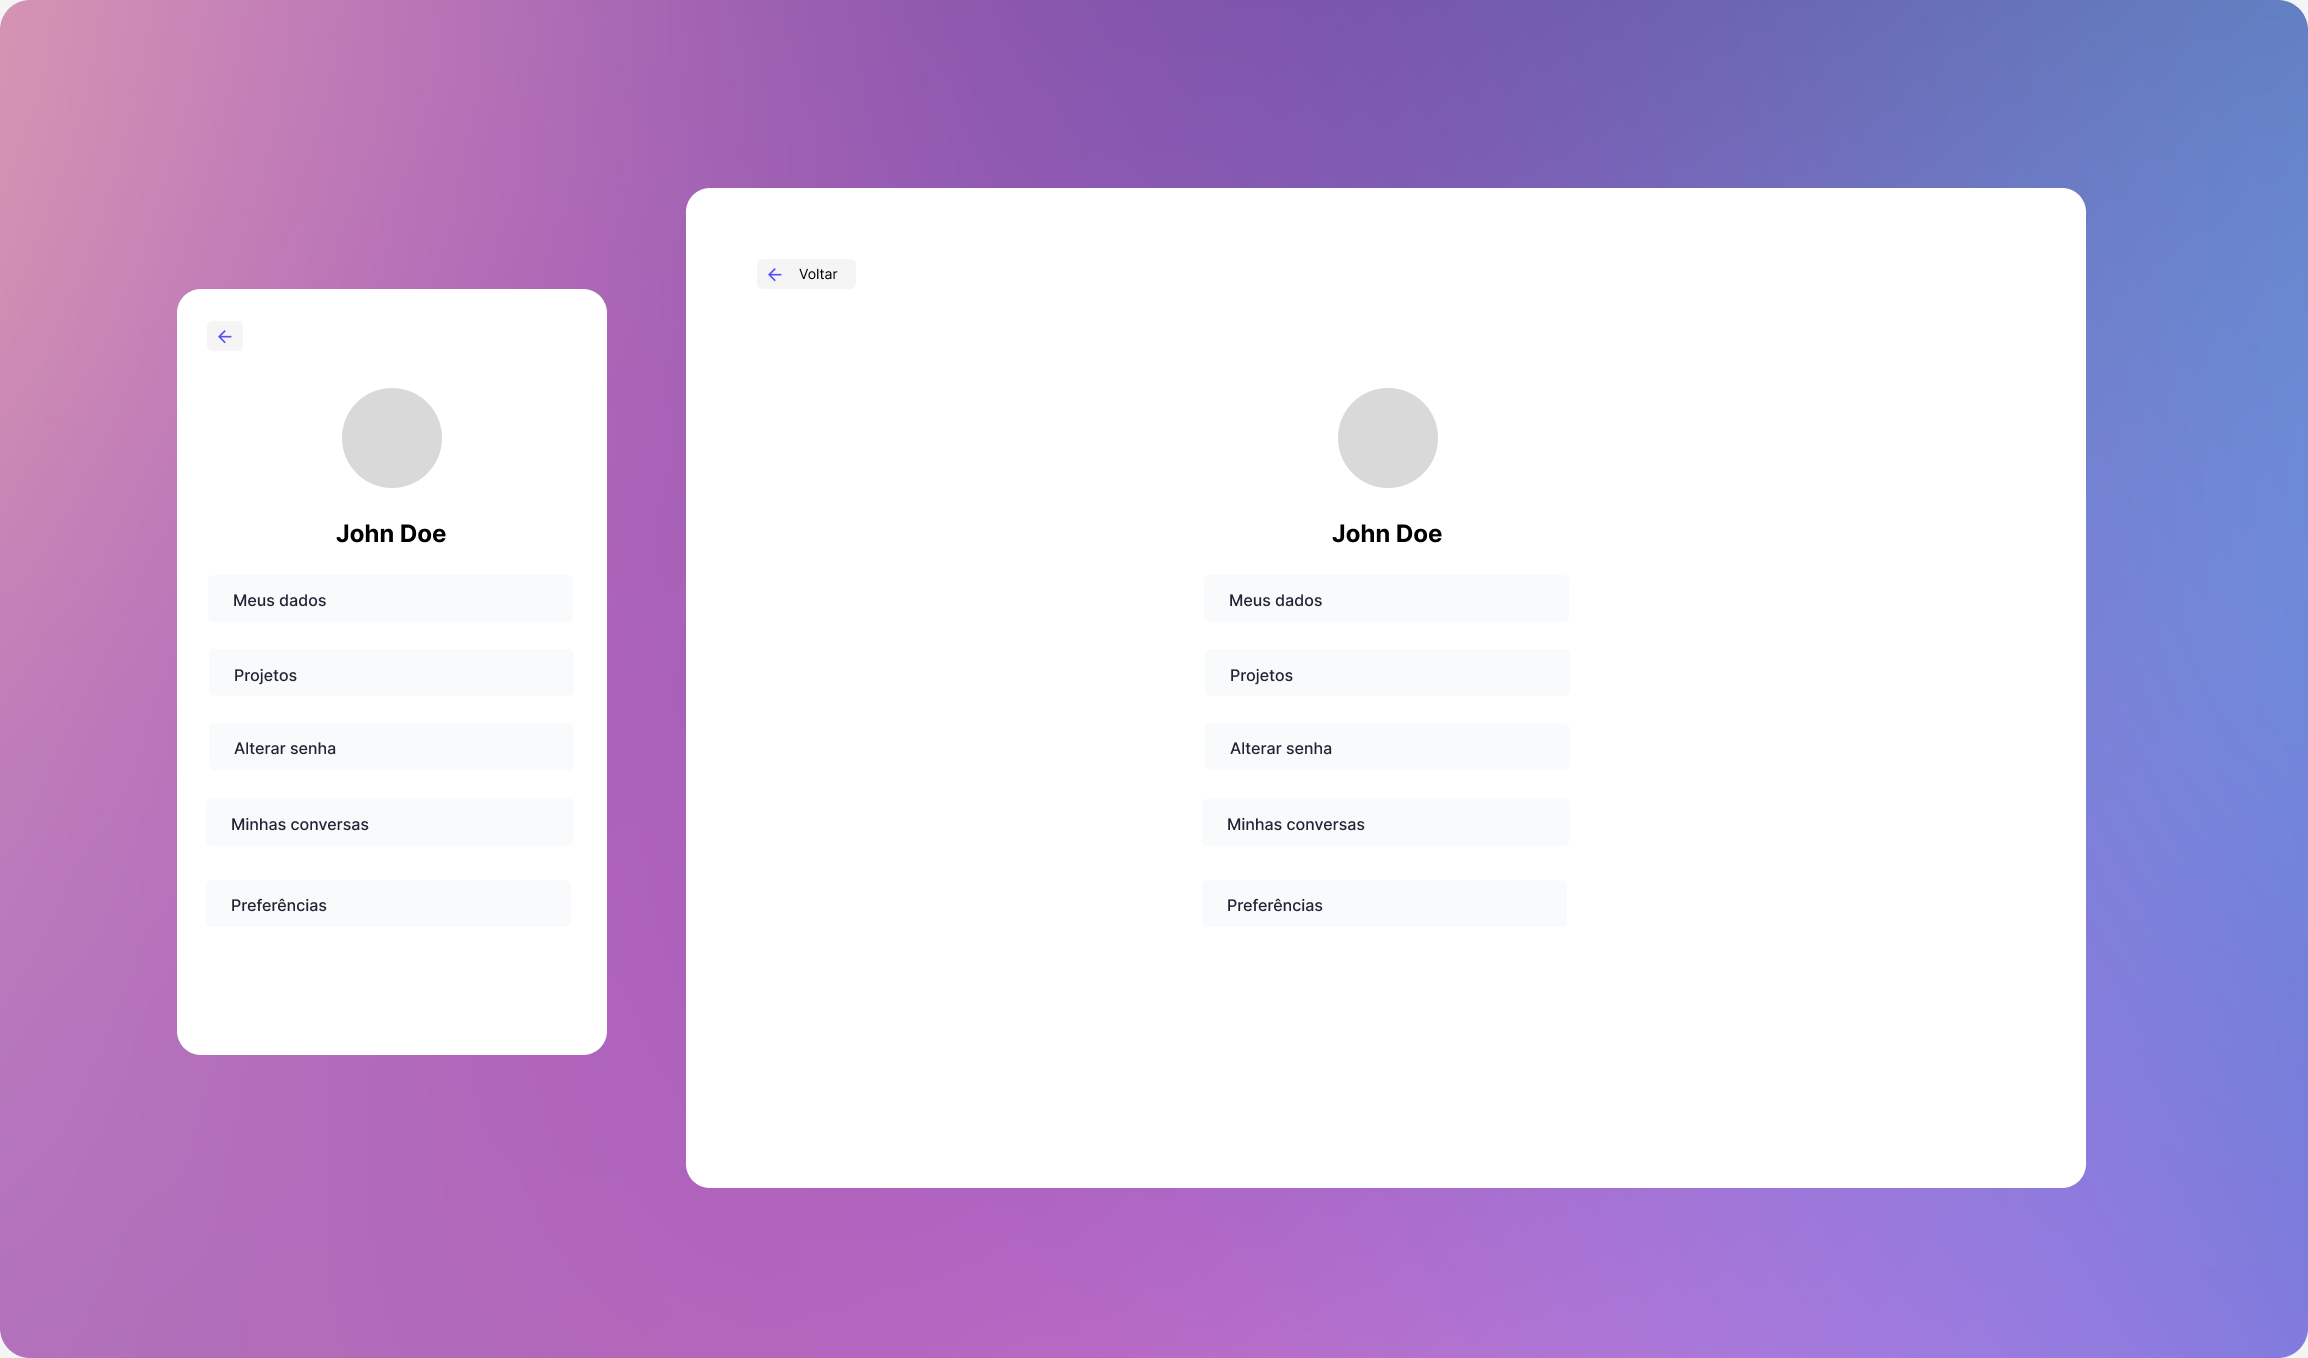 John Doe
Meus dados
Projetos
Alterar senha
Minhas conversas
Preferências
Voltar
John Doe
Meus dados
Projetos
Alterar senha
Minhas conversas
Preferências